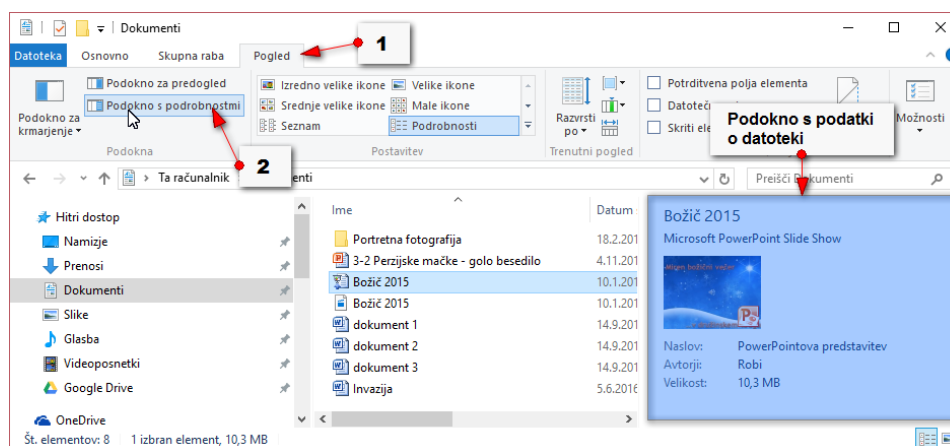 Dokumenti
Datoteka Osnovno Skupna raba Pogled
1
Podokno za predogled
Podokno s podrobnostmi
Podokno za
krmarjenje
Podokna
2
Izredno velike ikone Velike ikone
Srednje velike ikone Male ikone
Seznam Podrobnosti
Postavitev
Razvrsti
po
Trenutni pogled
Potrditvena polja elementa
Skriti
Možnosti
Podokno s podatki
o datoteki
Ta računalnik
Preišči Dokumenti
Hitri dostop
Namizje
Prenosi
Dokumenti
Slike
Glasba
Videoposnetki
Google Drive
OneDrive
Ime Datum
Portretna fotografija 18.2.201
3-2 Perzijske mačke - golo besedilo 4.11.201
Božič 2015 10.1.201
Božič 2015 10.1.201
dokument 1 14.9.201
dokument 2 14.9.201
dokument 3 14.9.201
Invazija 5.6.2016
Božič 2015
Microsoft PowerPoint Slide Show
Naslov: PowerPointova predstavitev
Avtorji: Robi
Velikost: 10,3 MB
Št. elementov: 8 1 izbran element, 10,3 MB